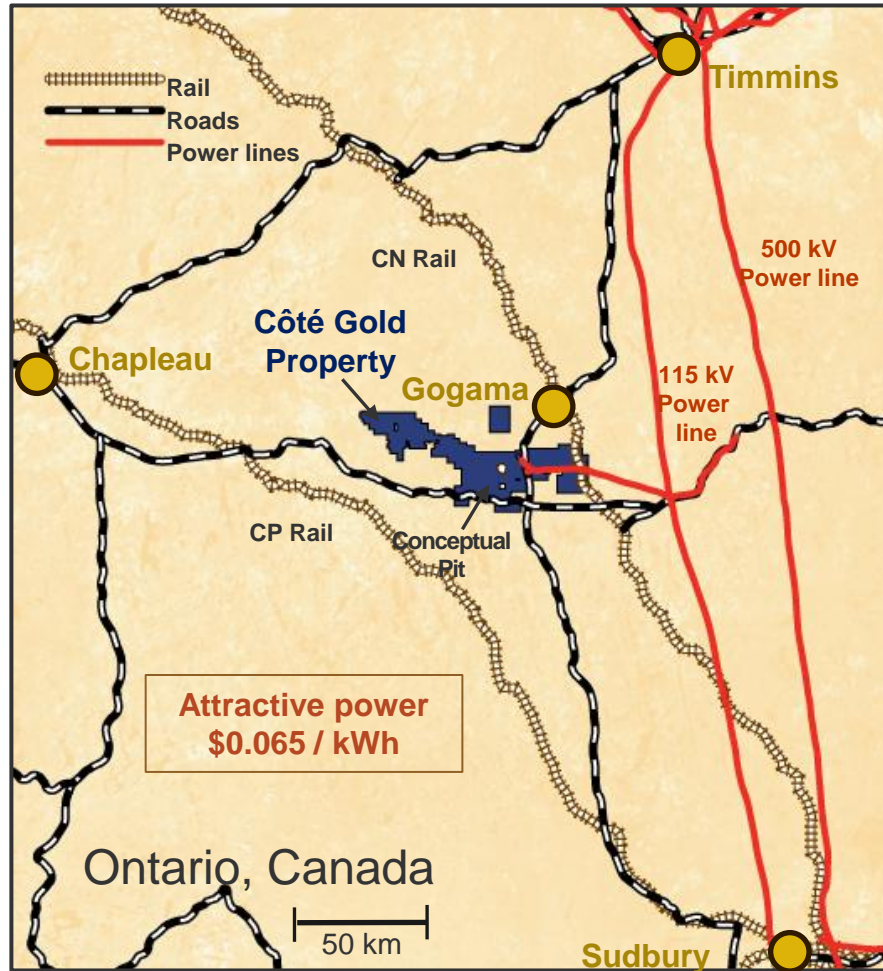 Timmins
Rail
Roads
Power lines
500 kV
Power line
CN Rail
Côté Gold
Property
Chapleau
Gogama
115 kV
Power
line
CP Rail
Conceptual
Pit
Attractive power
$0.065 / kWh
Ontario, Canada
50 km
Sudbury